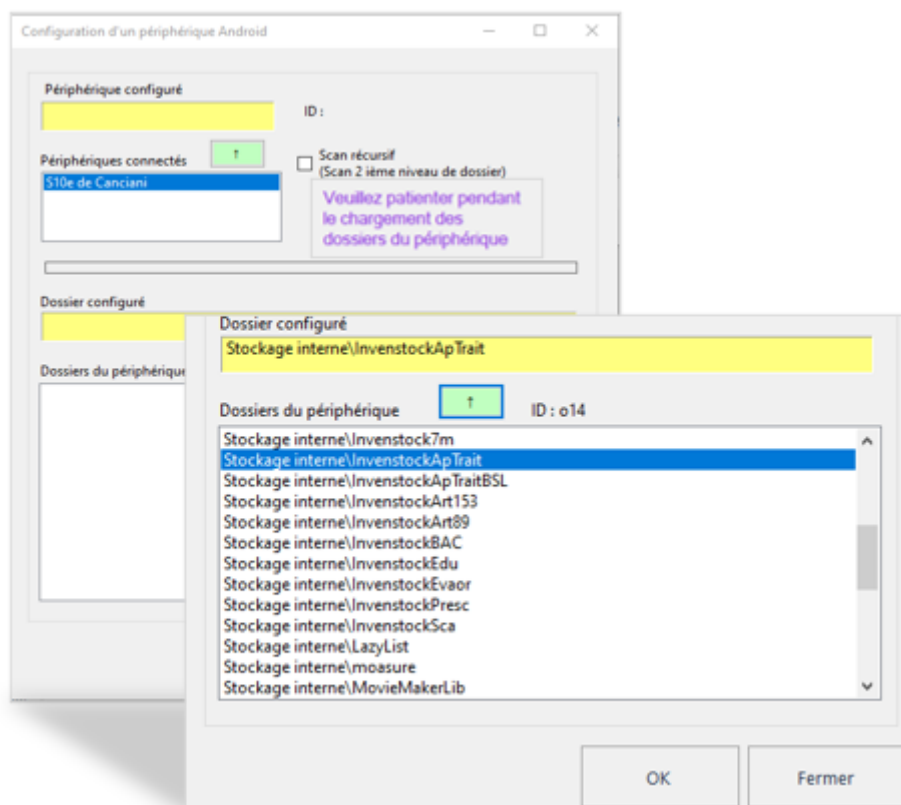 Configuration d'un périphérique Android
Périphérique configuré
ID :
Périphériques connectés
↑
Scan récursif
(Scan 2 ième niveau de dossier)
S10e de Canciani
Veuillez patienter pendant
le chargement des
dossiers du périphérique
Dossier configuré
Dossiers du périphérique
Dossier configuré
Stockage interne\InvenstockApTrait
Dossiers du périphérique
↑
ID : o14
Stockage interne\Invenstock7m
Stockage interne\InvenstockApTrait
Stockage interne\InvenstockApTraitBSL
Stockage interne\InvenstockArt153
Stockage interne\InvenstockArt89
Stockage interne\InvenstockBAC
Stockage interne\InvenstockEdu
Stockage interne\InvenstockEvaor
Stockage interne\InvenstockPresc
Stockage interne\InvenstockSca
Stockage interne\LazyList
Stockage interne\moasure
Stockage interne\MovieMakerLib
OK
Fermer